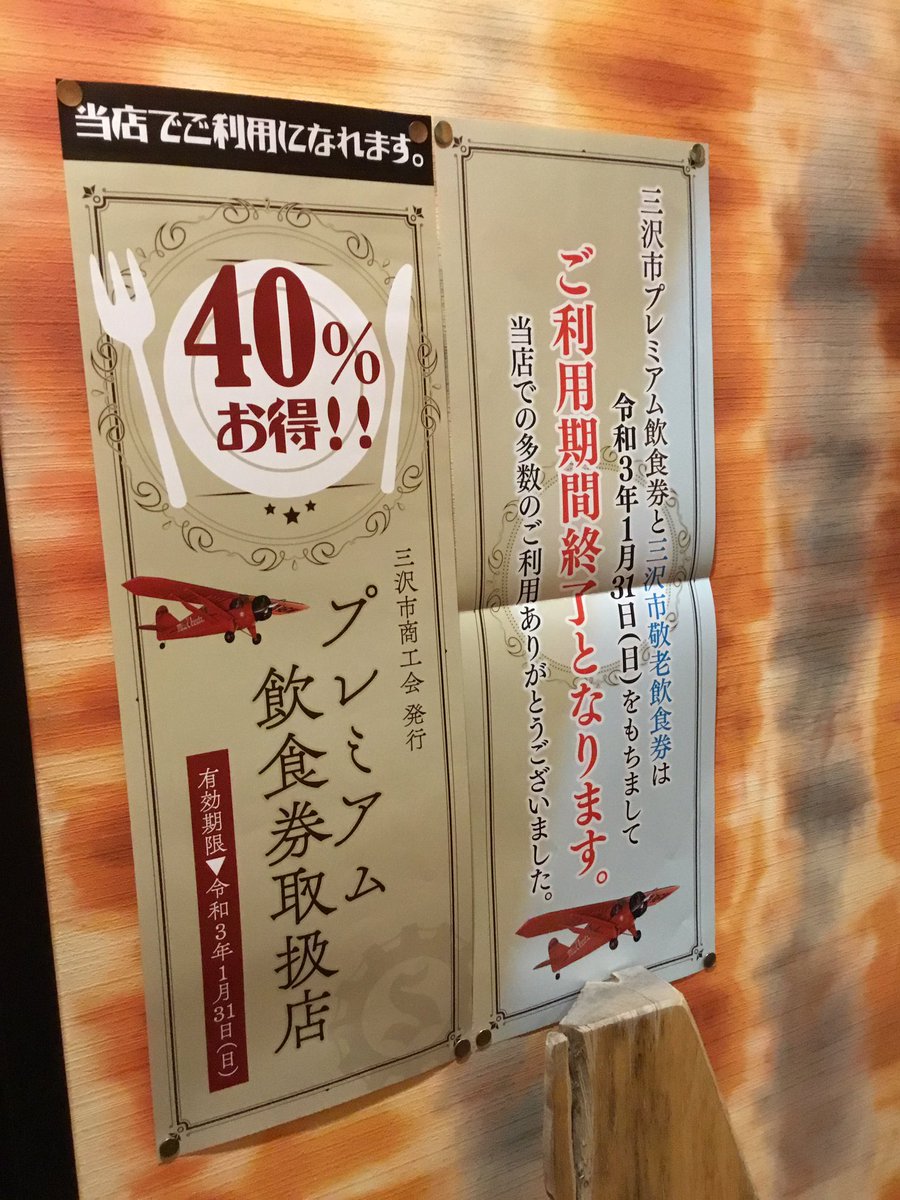 当店でご利用になれます。
40%
お得!!
三沢市商工会 発行
プレミアム
飲食券取扱店
有効期限▼令和3年1月31日(日)
三沢市プレミアム飲食券と三沢市敬老飲食券は
令和3年1月31日(日)をもちまして
ご利用期間終了となります。
当店での多数のご利用ありがとうございました。